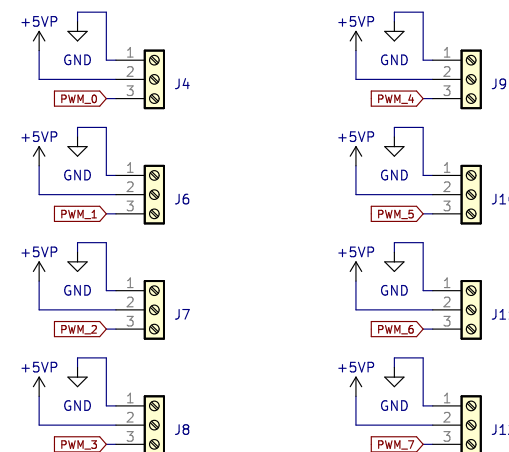 +5VP
GND
1
2
3
PWM_0
J4
+5VP
GND
1
2
3
PWM_4
J9
+5VP
GND
1
2
3
PWM_1
J6
+5VP
GND
1
2
3
PWM_5
+5VP
GND
1
2
3
PWM_2
J7
+5VP
GND
1
2
3
PWM_6
+5VP
GND
1
2
3
PWM_3
J8
+5VP
GND
1
2
3
PWM_7